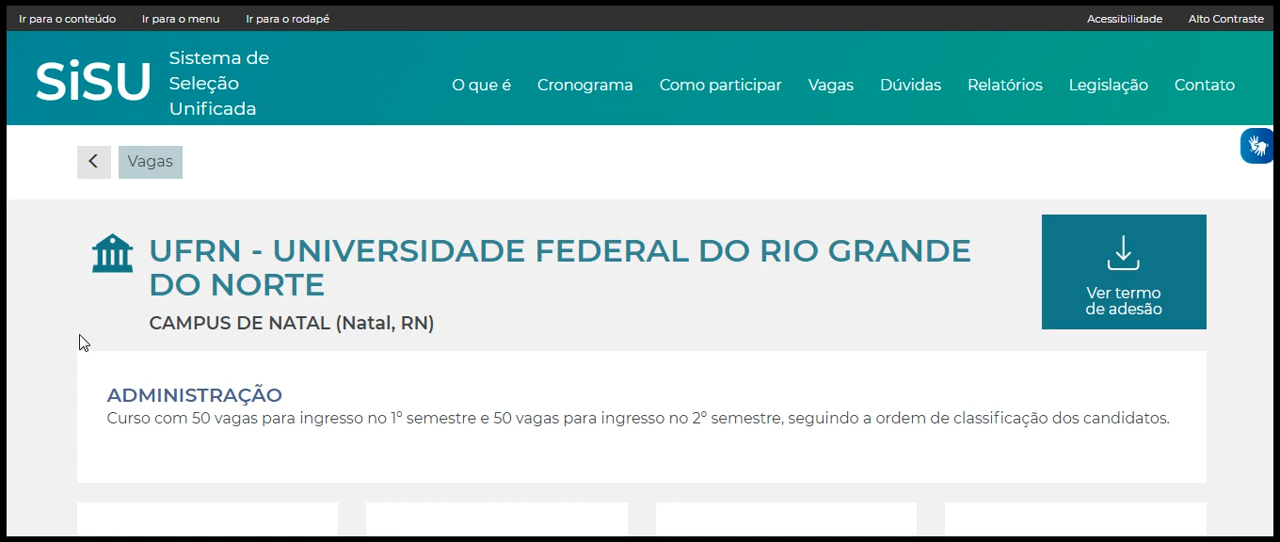 Ir para o conteúdo Ir para o menu Ir para o rodapé Acessibilidade Alto Contraste
SiSU
Sistema de
Seleção
Unificada
O que é Cronograma Como participar Vagas Dúvidas Relatórios Legislação Contato
< Vagas
UFRN - UNIVERSIDADE FEDERAL DO RIO GRANDE
DO NORTE
CAMPUS DE NATAL (Natal, RN)
Ver termo
de adesão
ADMINISTRAÇÃO
Curso com 50 vagas para ingresso no 1º semestre e 50 vagas para ingresso no 2º semestre, seguindo a ordem de classificação dos candidatos.